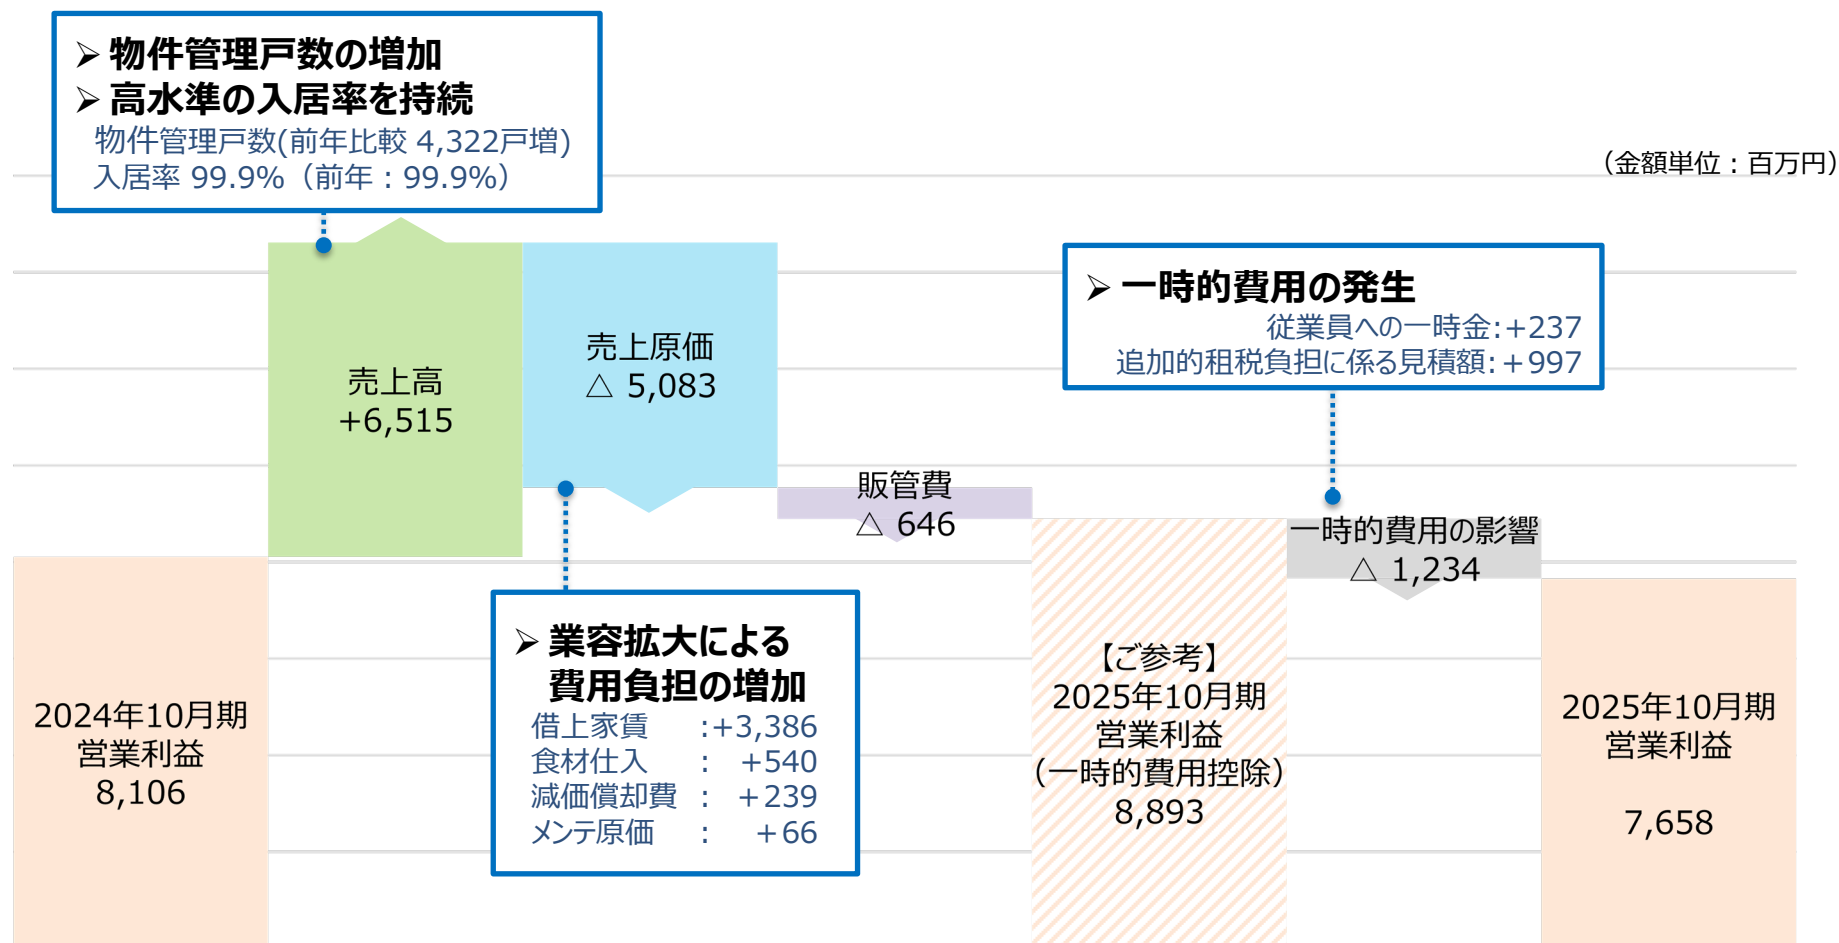 ➢ 物件管理戸数の増加
➢ 高水準の入居率を持続
物件管理戸数(前年比較 4,322戸増)
入居率 99.9%（前年：99.9%）
（金額単位：百万円）
売上高
+6,515
売上原価
△ 5,083
➢ 一時的費用の発生
従業員への一時金:+237
追加的租税負担に係る見積額:+997
販管費
△ 646
一時的費用の影響
△ 1,234
➢ 業容拡大による
費用負担の増加
借上家賃 :+3,386
食材仕入 : +540
減価償却費 : +239
メンテ原価 : +66
2024年10月期
営業利益
8,106
【ご参考】
2025年10月期
営業利益
（一時的費用控除）
8,893
2025年10月期
営業利益
7,658